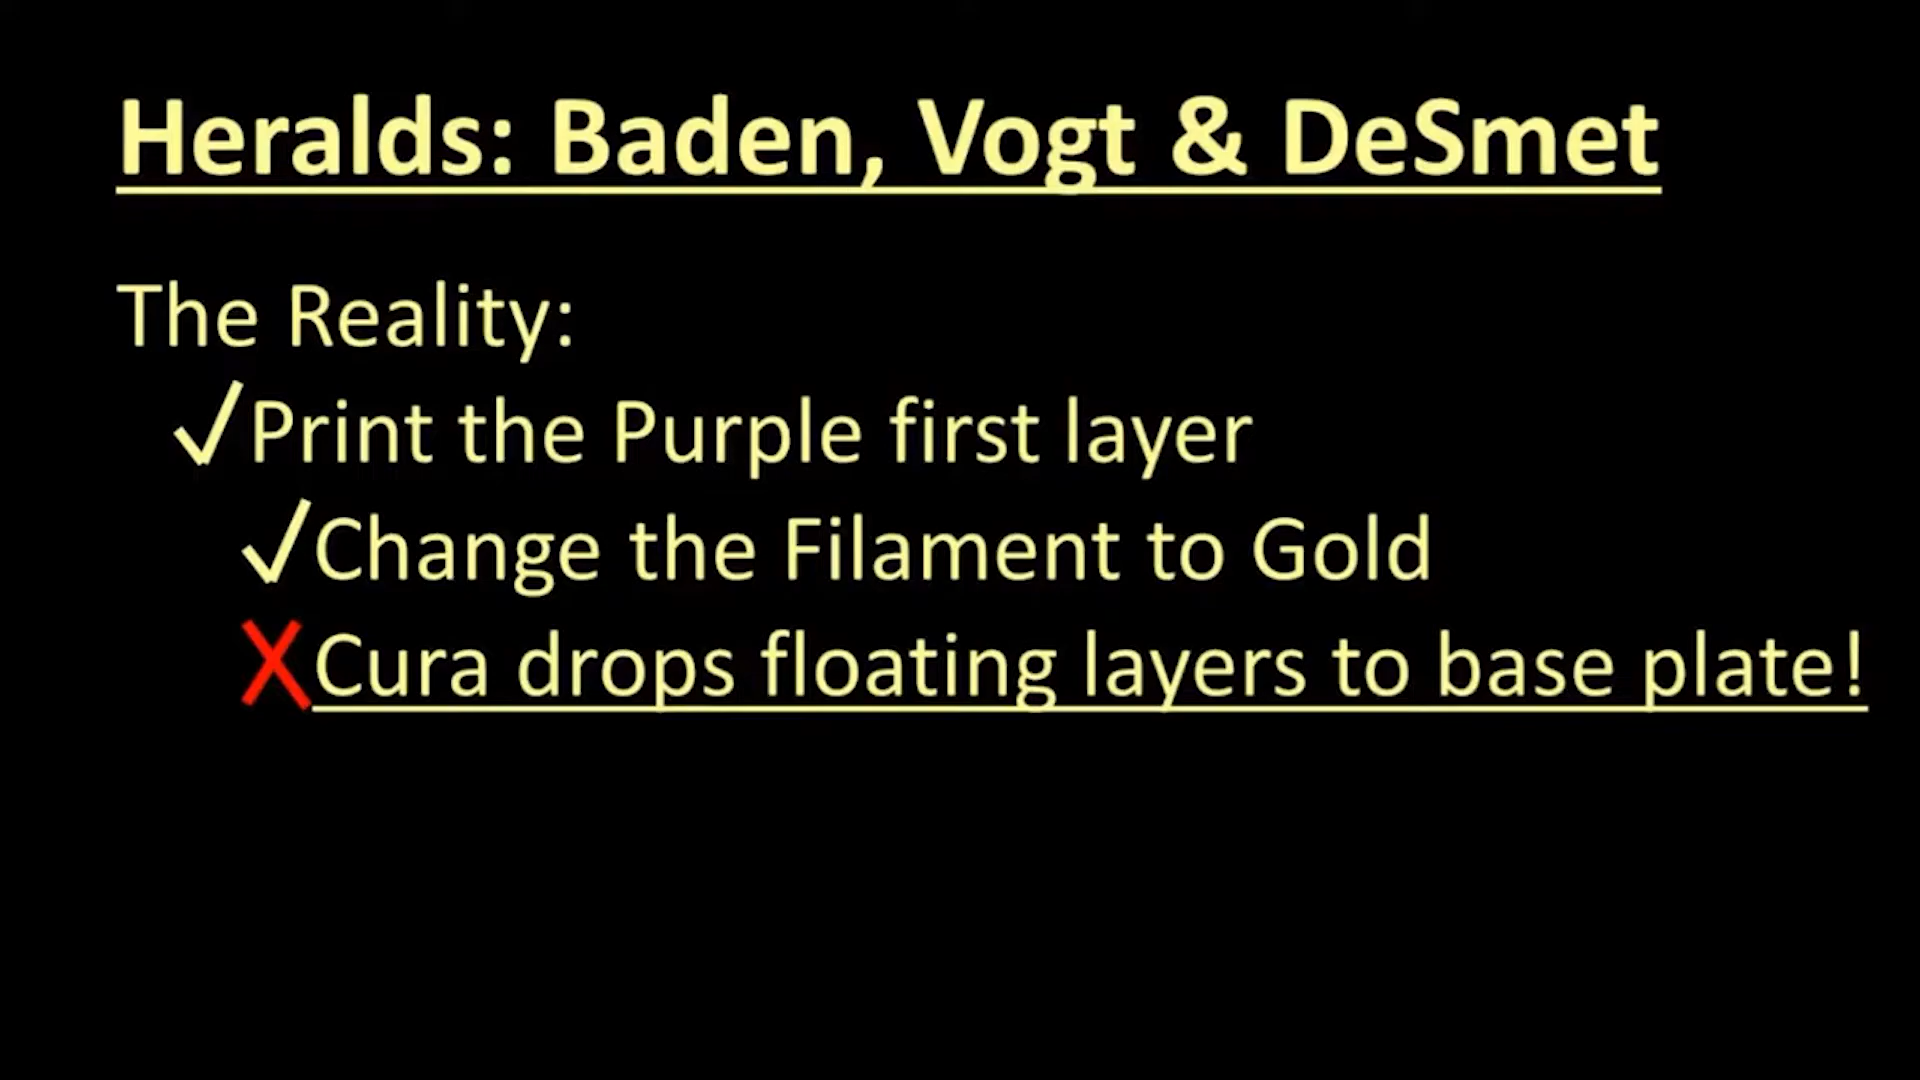 Heralds: Baden, Vogt & DeSmet
The Reality:
✓Print the Purple first layer
✓Change the Filament to Gold
XCura drops floating layers to base plate!